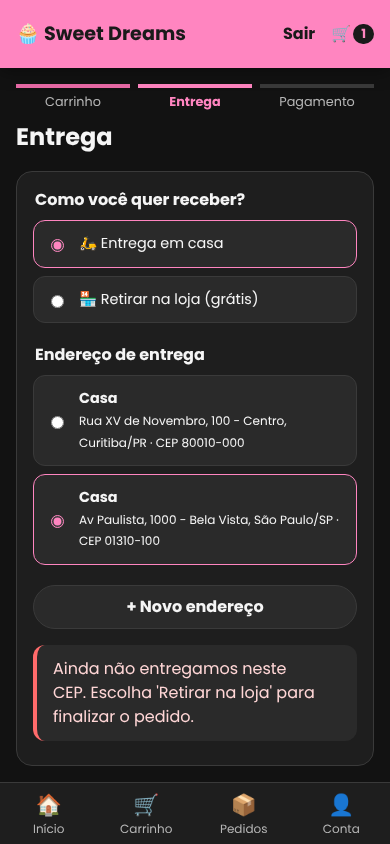 Sweet Dreams
Sair
1
Carrinho
Entrega
Pagamento
Entrega
Como você quer receber?
Entrega em casa
Retirar na loja (grátis)
Endereço de entrega
Casa
Rua XV de Novembro, 100 - Centro,
Curitiba/PR · CEP 80010-000
Casa
Av Paulista, 1000 - Bela Vista, São Paulo/SP ·
CEP 01310-100
+ Novo endereço
Ainda não entregamos neste
CEP. Escolha 'Retirar na loja' para
finalizar o pedido.
Início
Carrinho
Pedidos
Conta